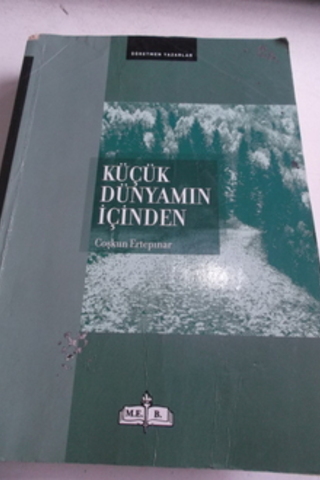 ÖĞRETMEN YAZARLAR
KÜÇÜK
DÜNYAMIN
İÇİNDEN
Coşkun Ertepınar
M.E. B.